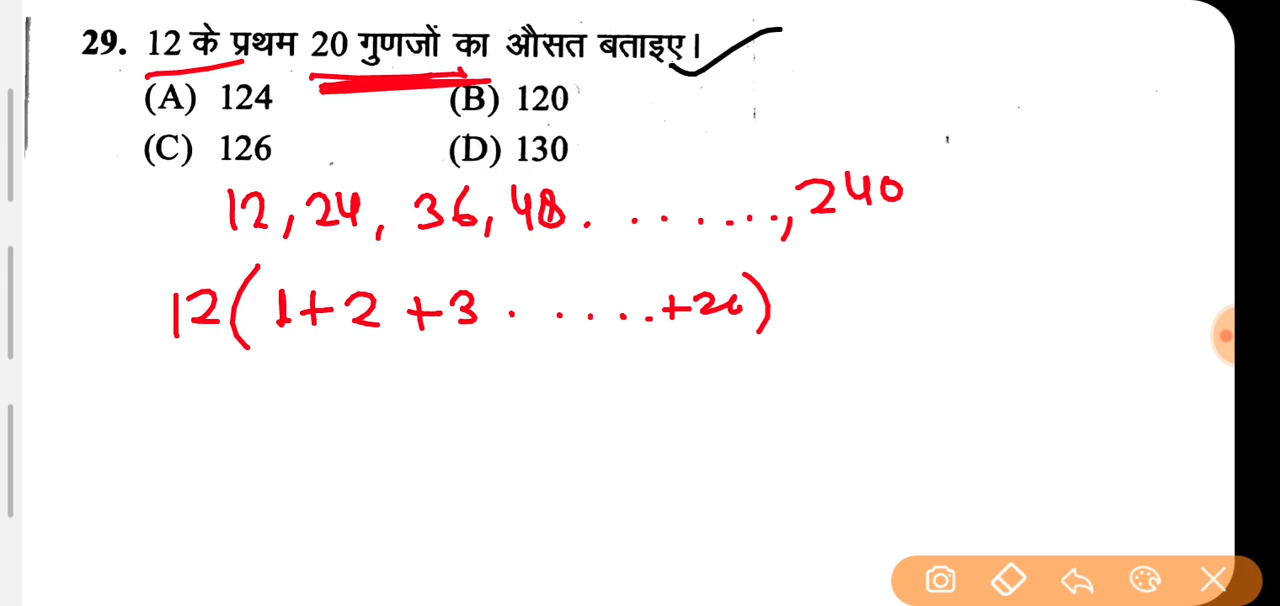 29. 12 के प्रथम 20 गुणजों का औसत बताइए।
(A) 124 (B) 120
(C) 126 (D) 130
12, 24, 36, 48. . . . . . ., 240
12(1+2+3 . . . . . +20)